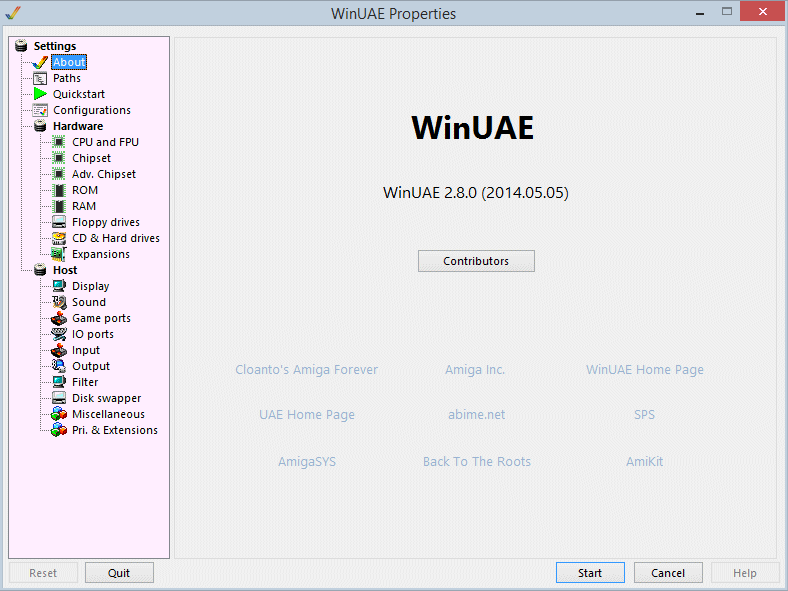 WinUAE Properties
Settings
About
Paths
Quickstart
Configurations
Hardware
CPU and FPU
Chipset
Adv. Chipset
ROM
RAM
Floppy drives
CD & Hard drives
Expansions
Host
Display
Sound
Game ports
IO ports
Input
Output
Filter
Disk swapper
Miscellaneous
Pri. & Extensions
WinUAE
WinUAE 2.8.0 (2014.05.05)
Contributors
Cloanto's Amiga Forever Amiga Inc. WinUAE Home Page
UAE Home Page abime.net SPS
AmigaSYS Back To The Roots AmiKit
Reset Quit Start Cancel Help